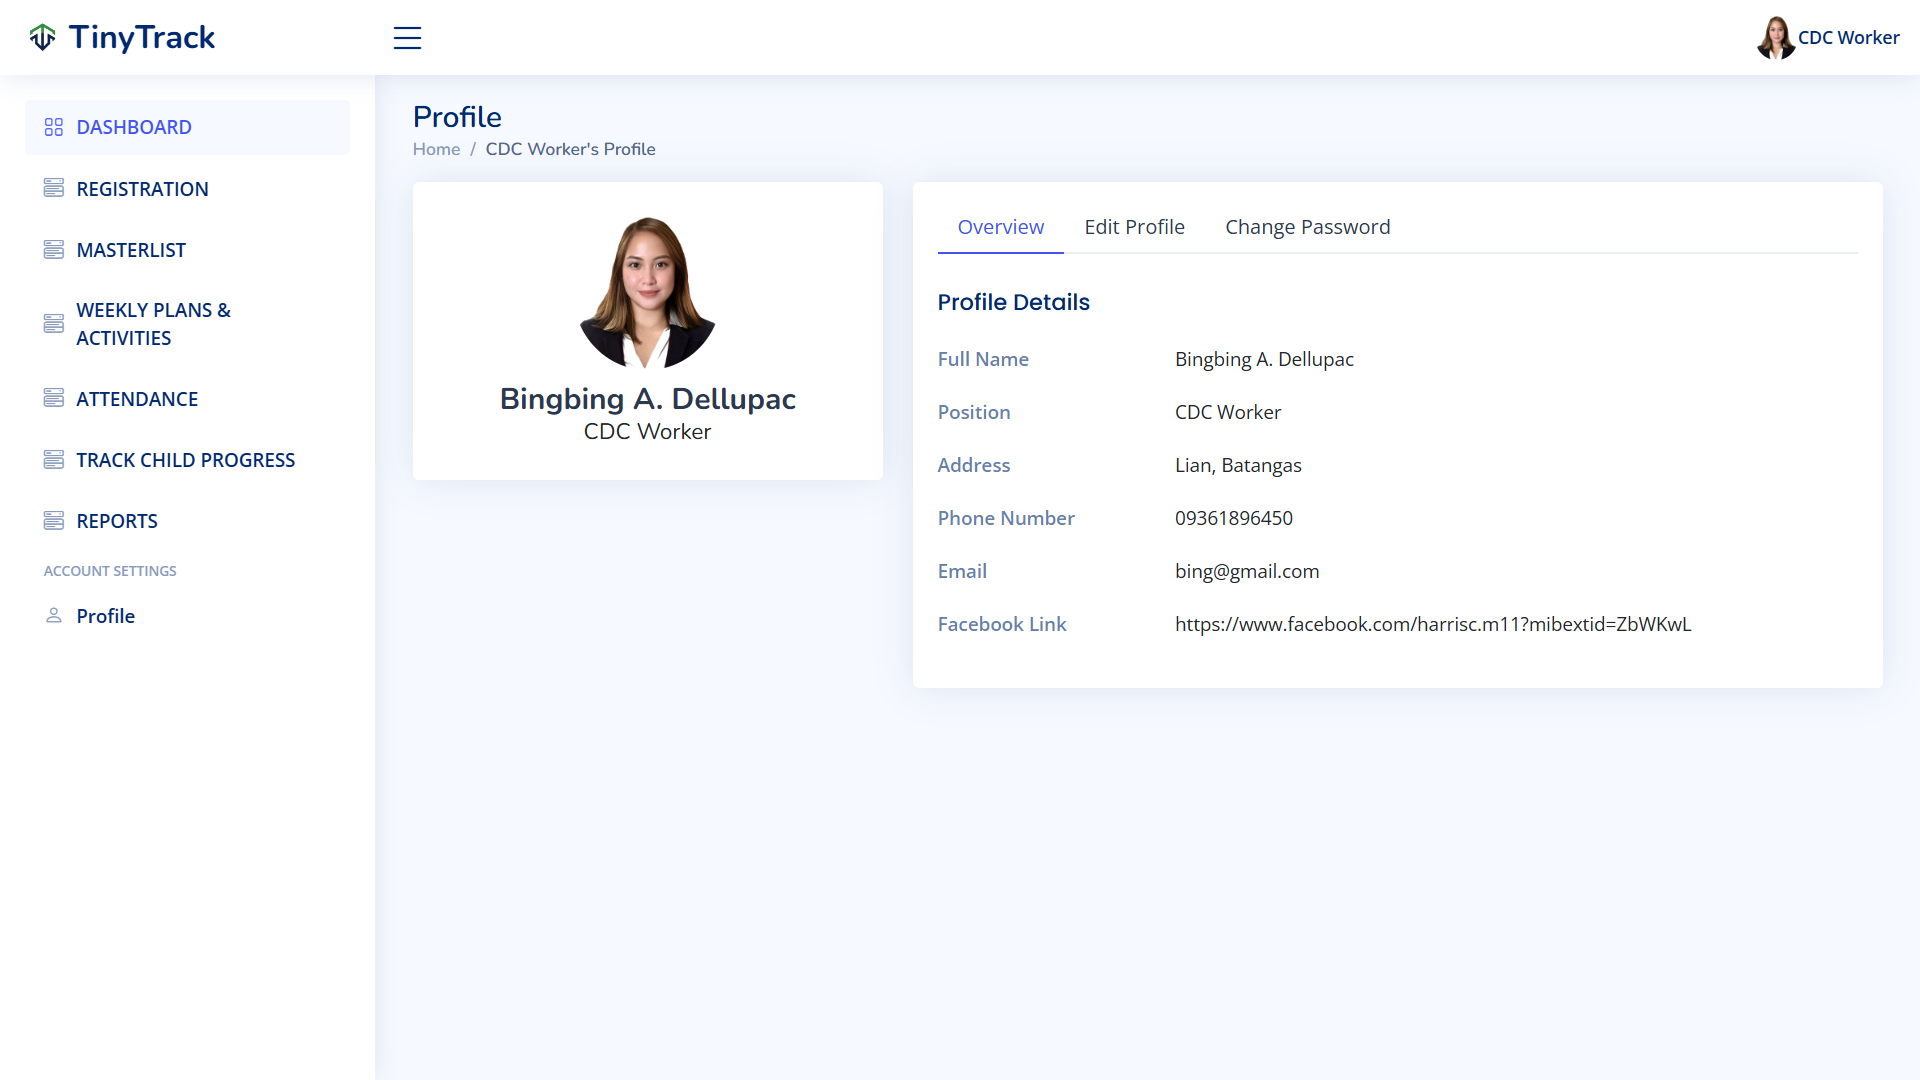 TinyTrack
CDC Worker
DASHBOARD
REGISTRATION
MASTERLIST
WEEKLY PLANS &
ACTIVITIES
ATTENDANCE
TRACK CHILD PROGRESS
REPORTS
ACCOUNT SETTINGS
Profile
Profile
Home / CDC Worker's Profile
Bingbing A. Dellupac
CDC Worker
Overview Edit Profile Change Password
Profile Details
Full Name Bingbing A. Dellupac
Position CDC Worker
Address Lian, Batangas
Phone Number 09361896450
Email bing@gmail.com
Facebook Link https://www.facebook.com/harrisc.m11?mibextid=ZbWKwL